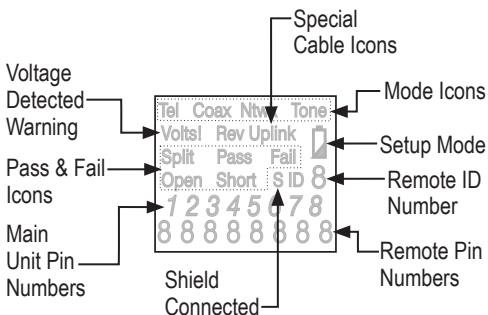 Special
Cable Icons
Voltage
Detected
Warning
Mode Icons
Tel Coax Ntw Tone
Volts! Rev Uplink
Setup Mode
Pass & Fail
Icons
Split Pass Fail
Open Short S ID 8
Remote ID
Number
1 2 3 4 5 6 7 8
Main
Unit Pin
Numbers
8 8 8 8 8 8 8 8
Remote Pin
Numbers
Shield
Connected